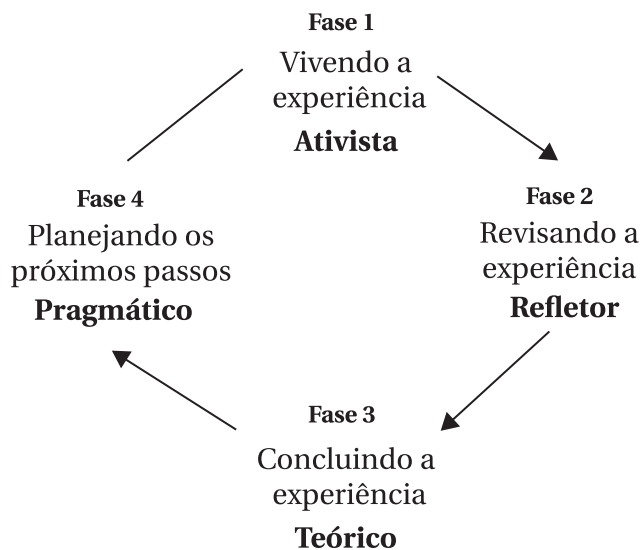 Fase 1
Vivendo a
experiência
Ativista
Fase 2
Revisando a
experiência
Refletor
Fase 3
Concluindo a
experiência
Teórico
Fase 4
Planejando os
próximos passos
Pragmático